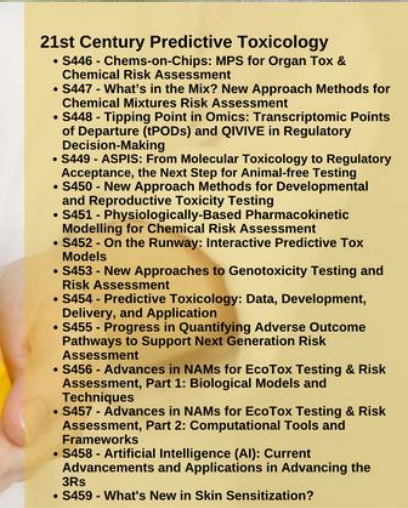 21st Century Predictive Toxicology
• S446 - Chems-on-Chips: MPS for Organ Tox &
Chemical Risk Assessment
• S447 - What's in the Mix? New Approach Methods for
Chemical Mixtures Risk Assessment
• S448 - Tipping Point in Omics: Transcriptomic Points
of Departure (tPODs) and QIVIVE in Regulatory
Decision-Making
• S449 - ASPIS: From Molecular Toxicology to Regulatory
Acceptance, the Next Step for Animal-free Testing
• S450 - New Approach Methods for Developmental
and Reproductive Toxicity Testing
• S451 - Physiologically-Based Pharmacokinetic
Modelling for Chemical Risk Assessment
• S452 - On the Runway: Interactive Predictive Tox
Models
• S453 - New Approaches to Genotoxicity Testing and
Risk Assessment
• S454 - Predictive Toxicology: Data, Development,
Delivery, and Application
• S455 - Progress in Quantifying Adverse Outcome
Pathways to Support Next Generation Risk
Assessment
• S456 - Advances in NAMs for EcoTox Testing & Risk
Assessment, Part 1: Biological Models and
Techniques
• S457 - Advances in NAMs for EcoTox Testing & Risk
Assessment, Part 2: Computational Tools and
Frameworks
• S458 - Artificial Intelligence (AI): Current
Advancements and Applications in Advancing the
3Rs
• S459 - What's New in Skin Sensitization?